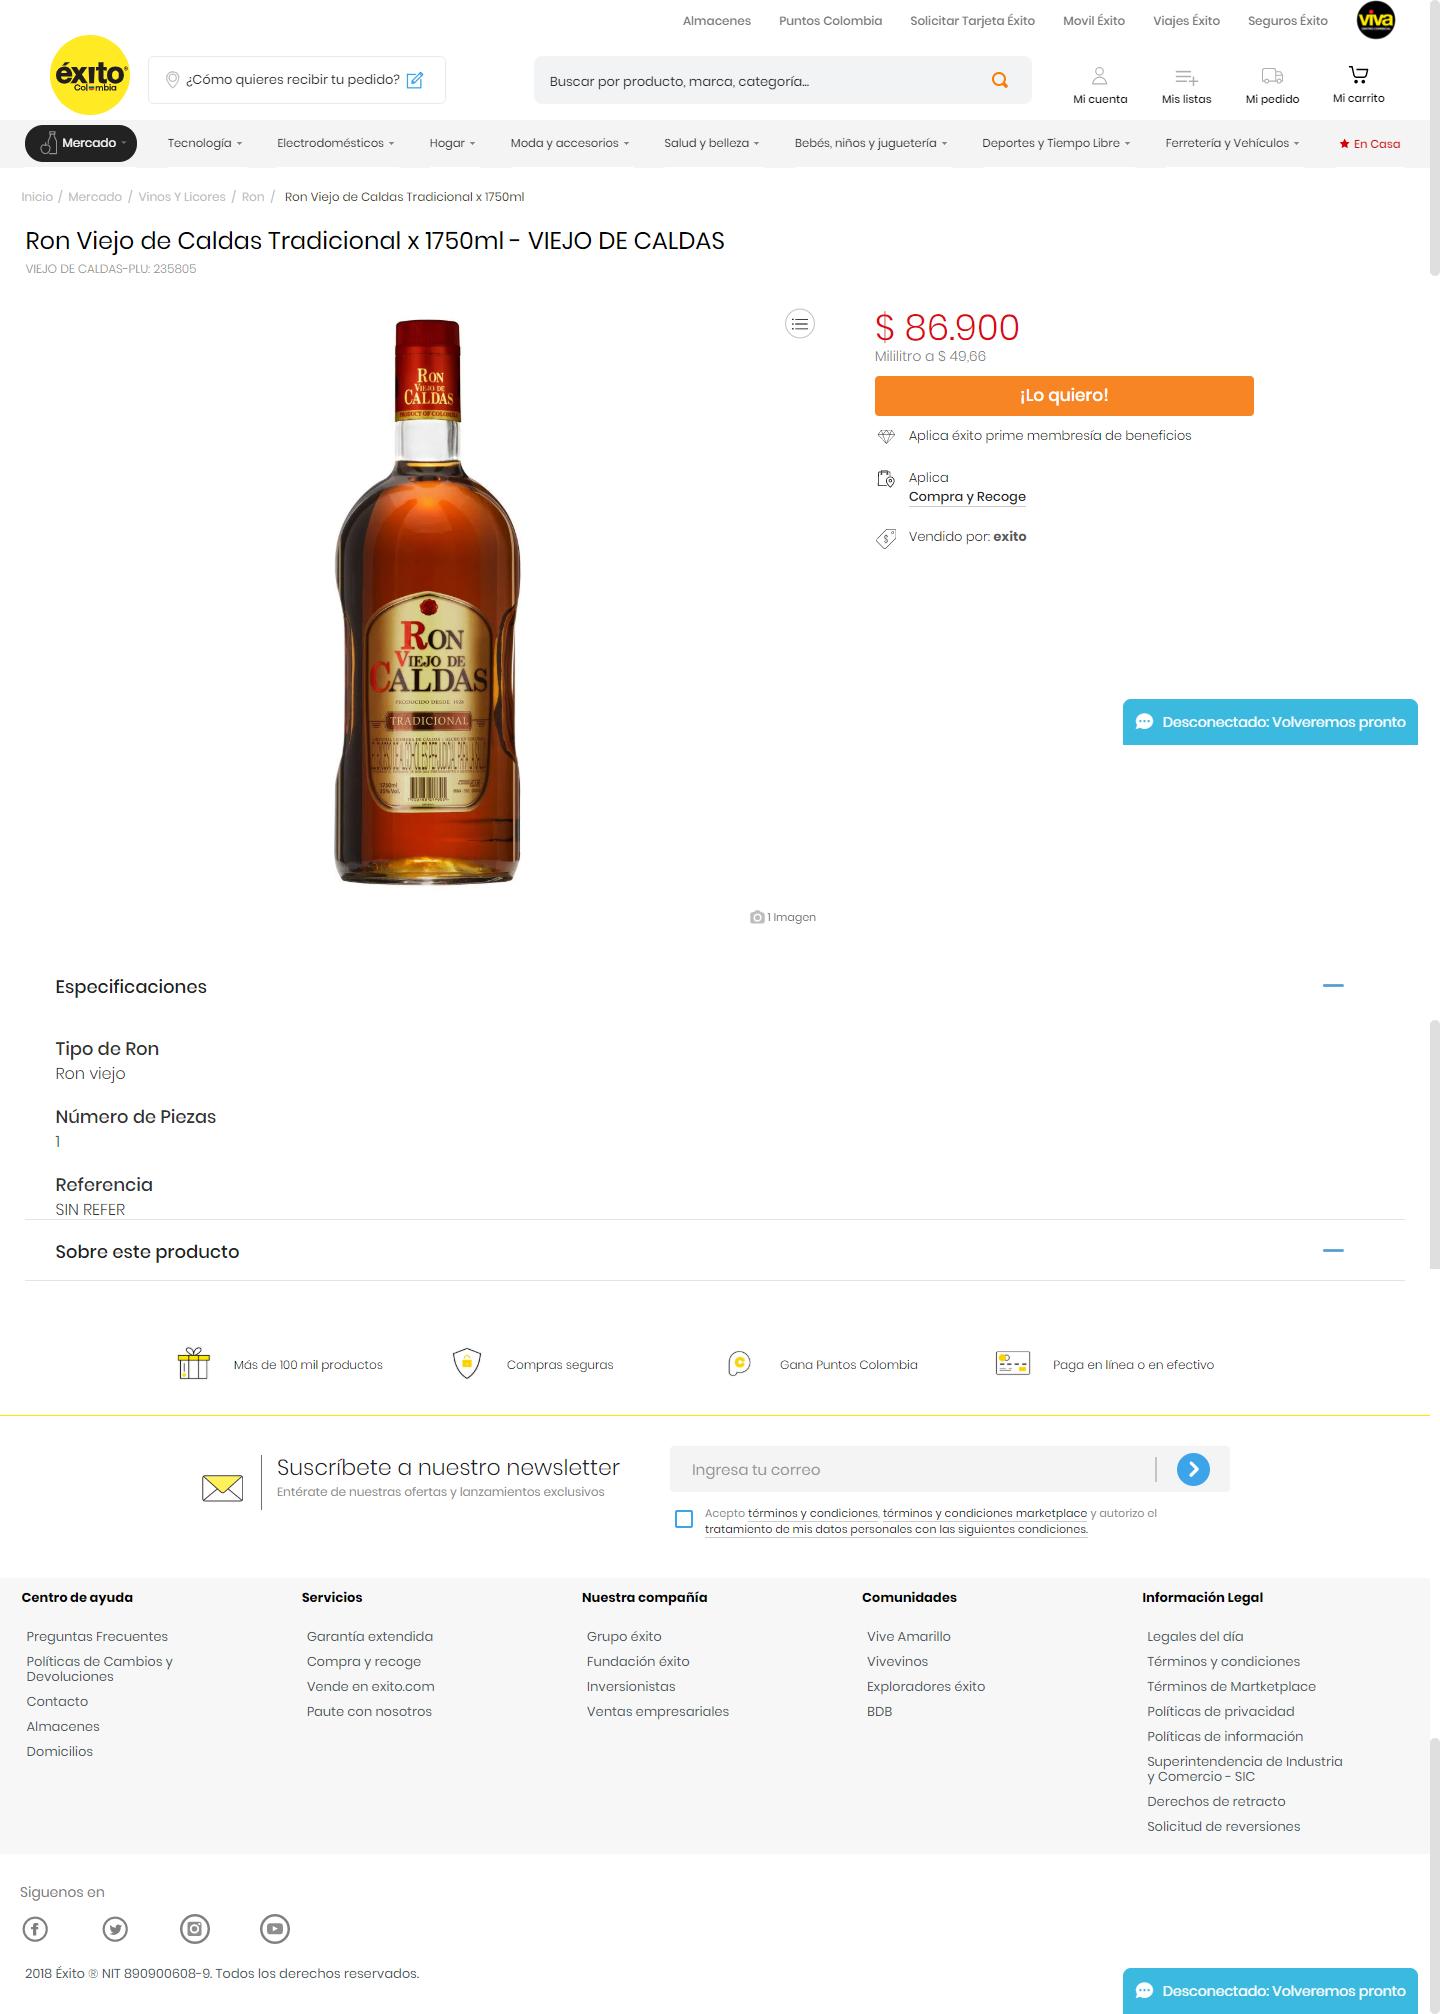 Almacenes Puntos Colombia Solicitar Tarjeta Éxito Movil Éxito Viajes Éxito Seguros Éxito viva
éxito
Colombia
¿Cómo quieres recibir tu pedido?
Buscar por producto, marca, categoría...
Mi cuenta Mis listas Mi pedido Mi carrito
Mercado Tecnología Electrodomésticos Hogar Moda y accesorios Salud y belleza Bebés, niños y juguetería Deportes y Tiempo Libre Ferretería y Vehículos En Casa
Inicio / Mercado / Vinos Y Licores / Ron / Ron Viejo de Caldas Tradicional x 1750ml
Ron Viejo de Caldas Tradicional x 1750ml - VIEJO DE CALDAS
VIEJO DE CALDAS-PLU: 235805
RON
VIEJO DE
CALDAS
PRODUCT OF COLOMBIA
RON
VIEJO DE
CALDAS
PRODUCIDO DESDE 1928
TRADICIONAL
1750ml
35%Vol.
1 Imagen
$ 86.900
Mililitro a $ 49,66
¡Lo quiero!
Aplica éxito prime membresía de beneficios
Aplica
Compra y Recoge
Vendido por: exito
Desconectado: Volveremos pronto
Especificaciones
Tipo de Ron
Ron viejo
Número de Piezas
1
Referencia
SIN REFER
Sobre este producto
Más de 100 mil productos Compras seguras Gana Puntos Colombia Paga en línea o en efectivo
Suscríbete a nuestro newsletter
Entérate de nuestras ofertas y lanzamientos exclusivos
Ingresa tu correo
Acepto términos y condiciones, términos y condiciones marketplace y autorizo el
tratamiento de mis datos personales con las siguientes condiciones.
Centro de ayuda
Preguntas Frecuentes
Políticas de Cambios y
Devoluciones
Contacto
Almacenes
Domicilios
Servicios
Garantía extendida
Compra y recoge
Vende en exito.com
Paute con nosotros
Nuestra compañía
Grupo éxito
Fundación éxito
Inversionistas
Ventas empresariales
Comunidades
Vive Amarillo
Vivevinos
Exploradores éxito
BDB
Información Legal
Legales del día
Términos y condiciones
Términos de Martketplace
Políticas de privacidad
Políticas de información
Superintendencia de Industria
y Comercio - SIC
Derechos de retracto
Solicitud de reversiones
Siguenos en
2018 Éxito ® NIT 890900608-9. Todos los derechos reservados.
Desconectado: Volveremos pronto